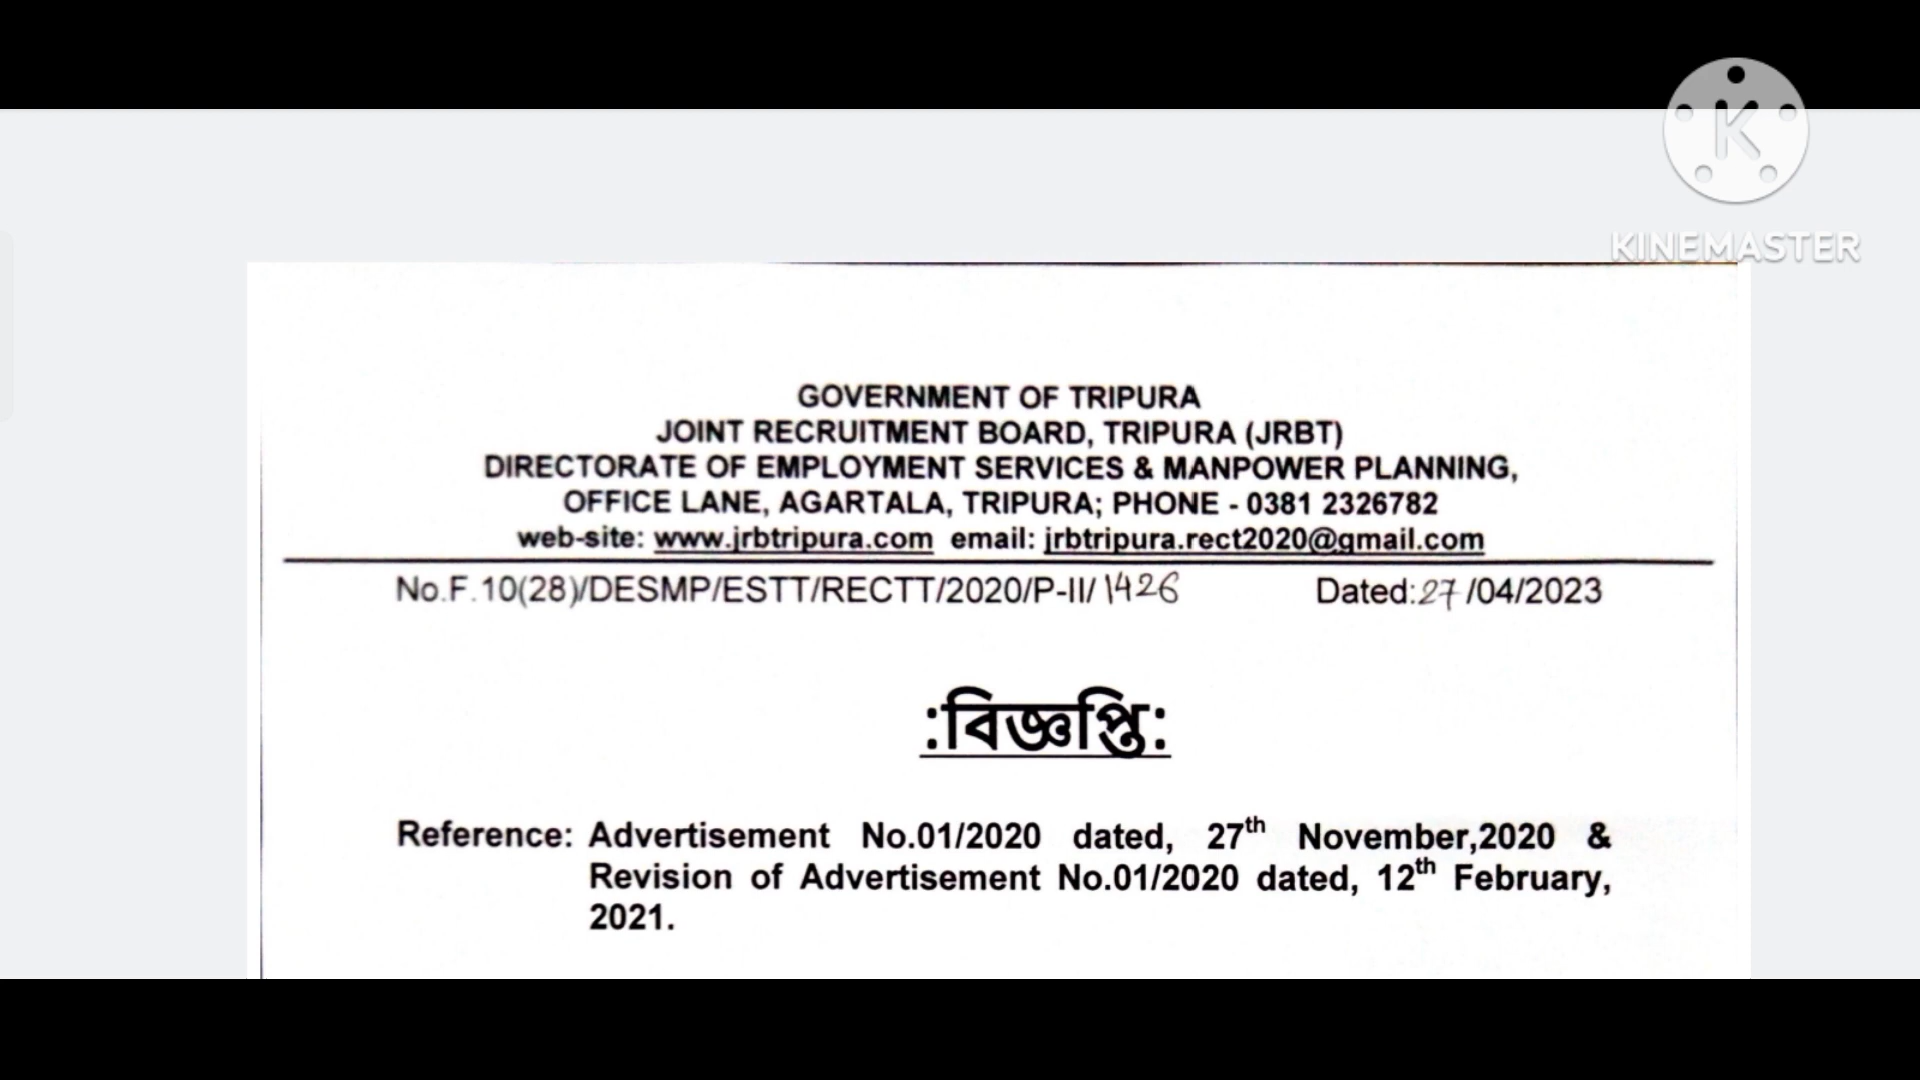 K
KINEMASTER
GOVERNMENT OF TRIPURA
JOINT RECRUITMENT BOARD, TRIPURA (JRBT)
DIRECTORATE OF EMPLOYMENT SERVICES & MANPOWER PLANNING,
OFFICE LANE, AGARTALA, TRIPURA; PHONE - 0381 2326782
web-site: www.jrbtripura.com email: jrbtripura.rect2020@gmail.com
No.F.10(28)/DESMP/ESTT/RECTT/2020/P-II/1426 Dated:27/04/2023
:বিজ্ঞপ্তি:
Reference: Advertisement No.01/2020 dated, 27th November,2020 &
Revision of Advertisement No.01/2020 dated, 12th February,
2021.